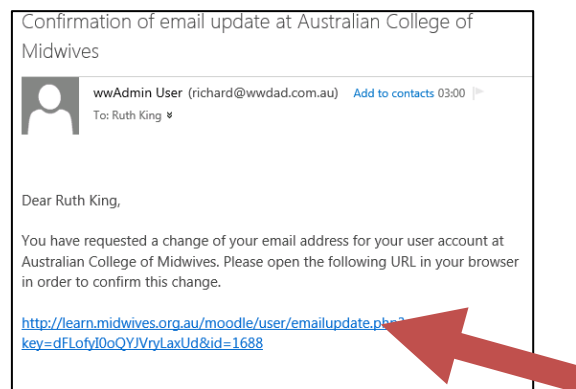 Confirmation of email update at Australian College of
Midwives
wwAdmin User (richard@wwdad.com.au) Add to contacts 03:00
To: Ruth King
Dear Ruth King,
You have requested a change of your email address for your user account at
Australian College of Midwives. Please open the following URL in your browser
in order to confirm this change.
http://learn.midwives.org.au/moodle/user/emailupdate.php?
key=dFLofyI0oQYJVryLaxUd&id=1688